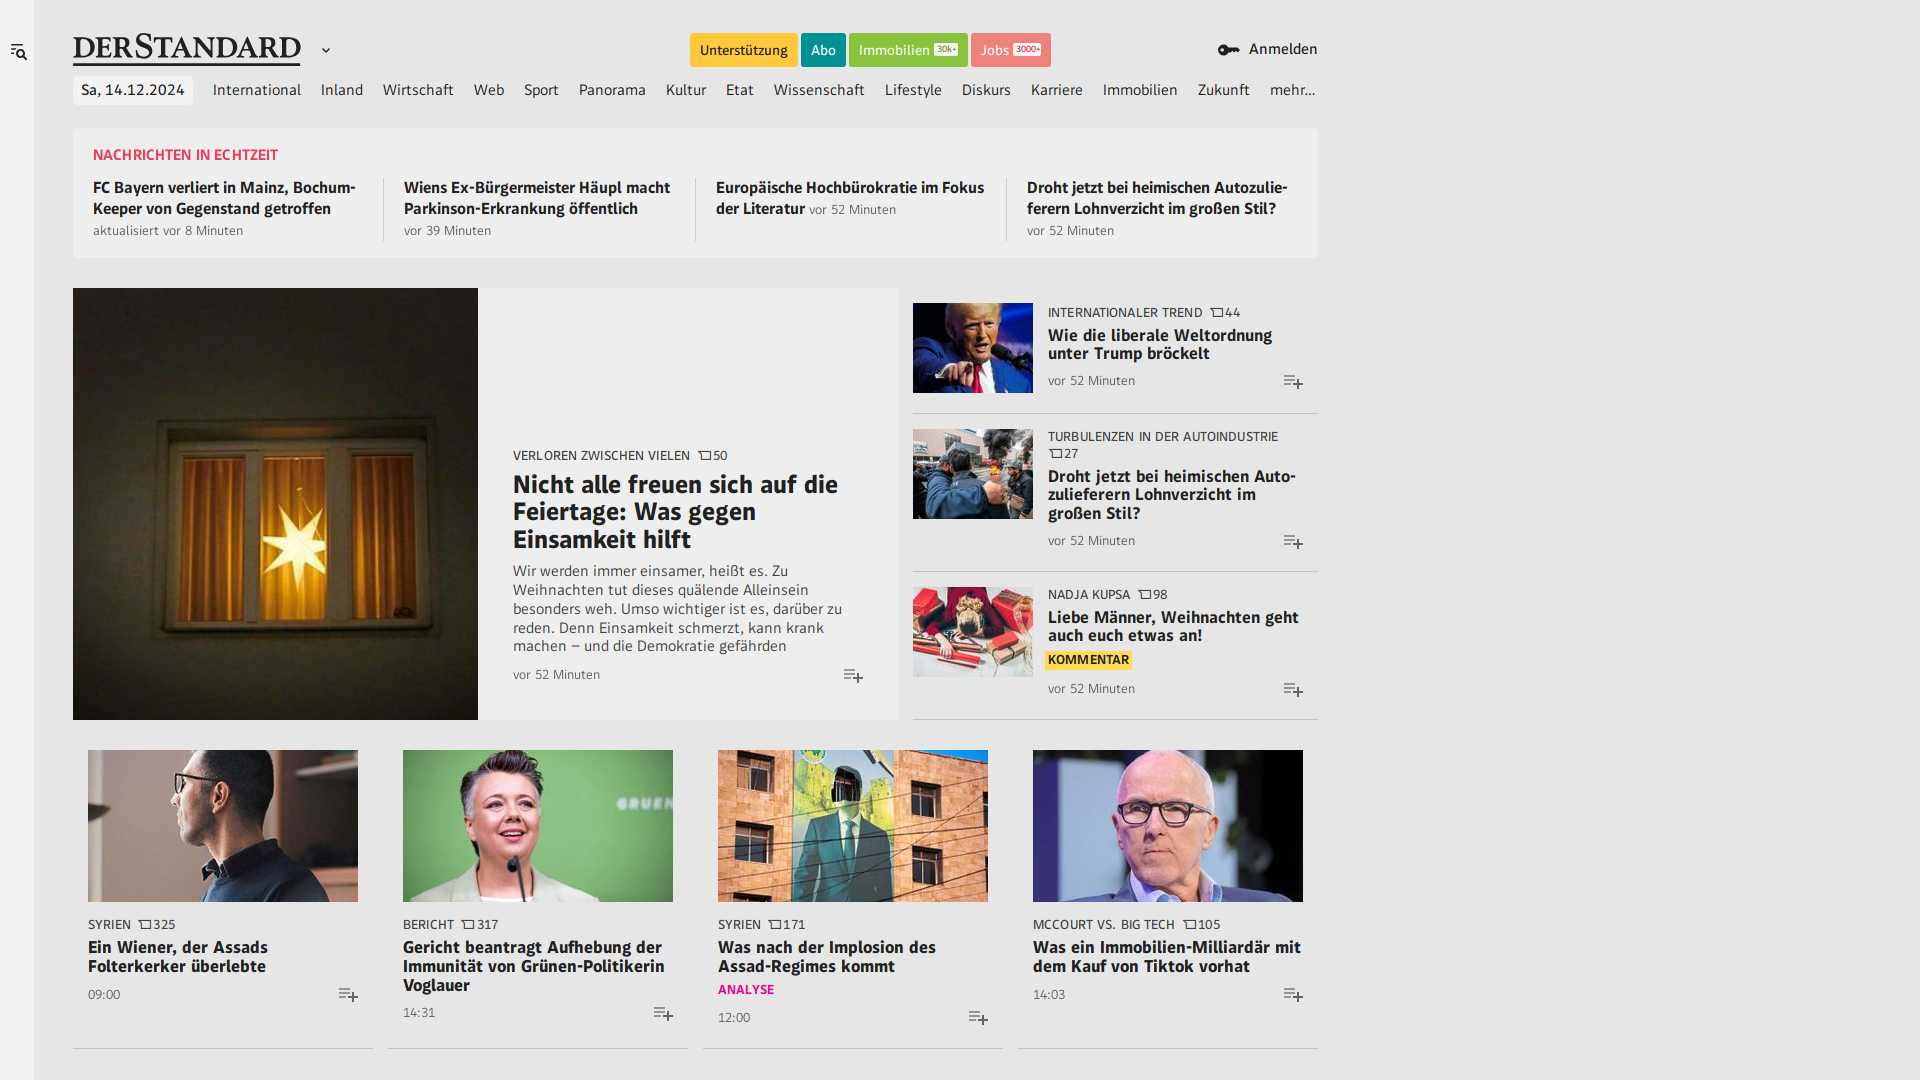 DERSTANDARD
Unterstützung
Abo
Immobilien 30k+
Jobs 3000+
Anmelden
Sa, 14.12.2024
International
Inland
Wirtschaft
Web
Sport
Panorama
Kultur
Etat
Wissenschaft
Lifestyle
Diskurs
Karriere
Immobilien
Zukunft
mehr...
NACHRICHTEN IN ECHTZEIT
FC Bayern verliert in Mainz, Bochum-
Keeper von Gegenstand getroffen
aktualisiert vor 8 Minuten
Wiens Ex-Bürgermeister Häupl macht
Parkinson-Erkrankung öffentlich
vor 39 Minuten
Europäische Hochbürokratie im Fokus
der Literatur vor 52 Minuten
Droht jetzt bei heimischen Autozulie-
ferern Lohnverzicht im großen Stil?
vor 52 Minuten
VERLOREN ZWISCHEN VIELEN 50
Nicht alle freuen sich auf die
Feiertage: Was gegen
Einsamkeit hilft
Wir werden immer einsamer, heißt es. Zu
Weihnachten tut dieses quälende Alleinsein
besonders weh. Umso wichtiger ist es, darüber zu
reden. Denn Einsamkeit schmerzt, kann krank
machen – und die Demokratie gefährden
vor 52 Minuten
INTERNATIONALER TREND 44
Wie die liberale Weltordnung
unter Trump bröckelt
vor 52 Minuten
TURBULENZEN IN DER AUTOINDUSTRIE
27
Droht jetzt bei heimischen Auto-
zulieferern Lohnverzicht im
großen Stil?
vor 52 Minuten
NADJA KUPSA 98
Liebe Männer, Weihnachten geht
auch euch etwas an!
KOMMENTAR
vor 52 Minuten
SYRIEN 325
Ein Wiener, der Assads
Folterkerker überlebte
09:00
GRUEN
BERICHT 317
Gericht beantragt Aufhebung der
Immunität von Grünen-Politikerin
Voglauer
14:31
SYRIEN 171
Was nach der Implosion des
Assad-Regimes kommt
ANALYSE
12:00
MCCOURT VS. BIG TECH 105
Was ein Immobilien-Milliardär mit
dem Kauf von Tiktok vorhat
14:03